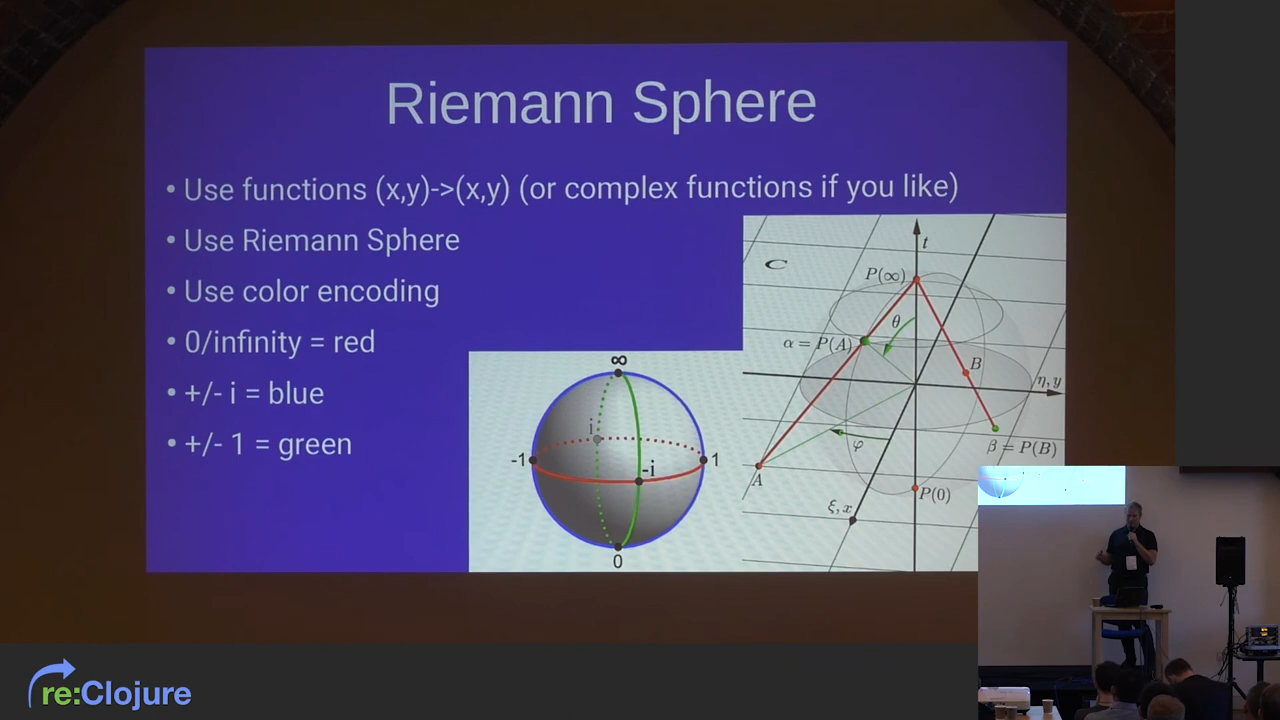 Riemann Sphere
• Use functions (x,y)->(x,y) (or complex functions if you like)
• Use Riemann Sphere
• Use color encoding
• 0/infinity = red
• +/- i = blue
• +/- 1 = green
∞
i
-1
1
-i
0
C
t
P(∞)
θ
α = P(A)
B
η, y
φ
β = P(B)
A
P(0)
ξ, x
re:Clojure